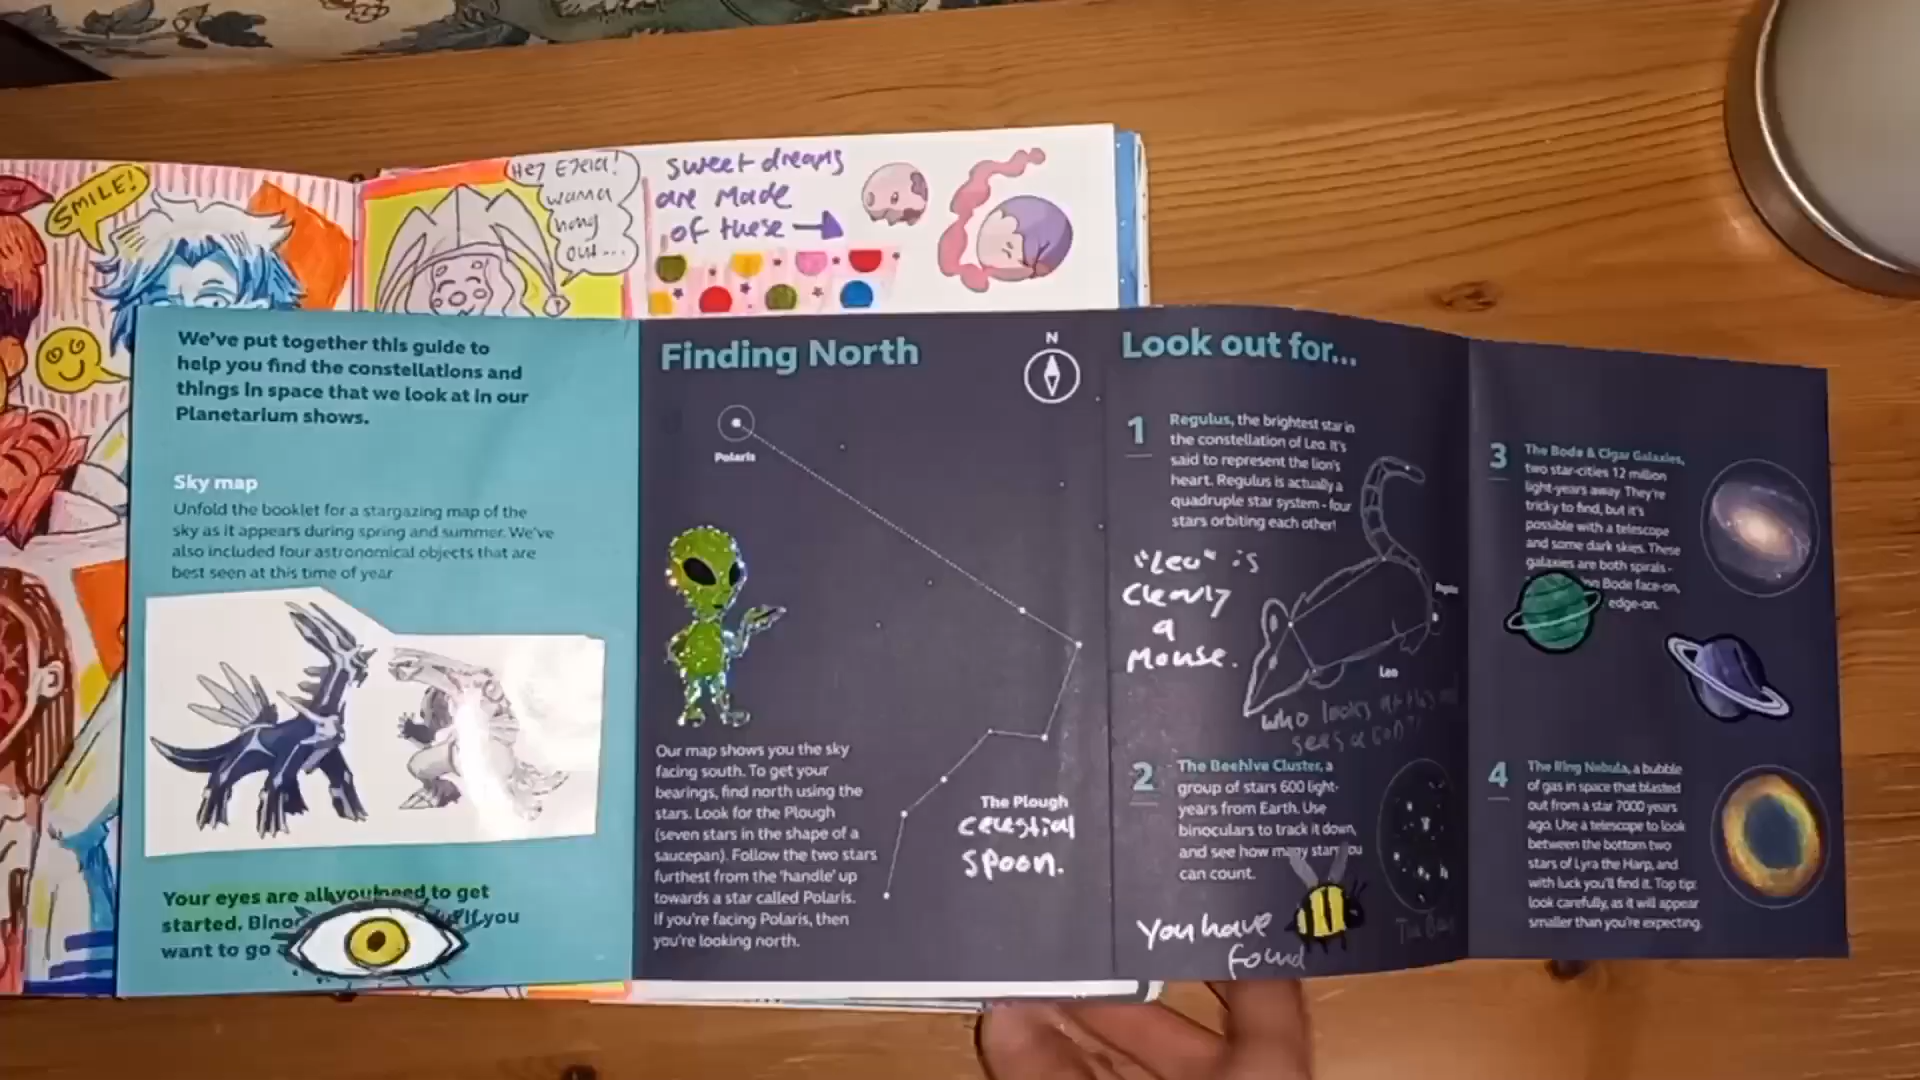 SMILE!
Hey Ezeia!
wanna
hang
out...
sweet dreams
are made
of these
We've put together this guide to
help you find the constellations and
things in space that we look at in our
Planetarium shows.
Sky map
Unfold the booklet for a stargazing map of the
sky as it appears during spring and summer. We've
also included four astronomical objects that are
best seen at this time of year
Your eyes are all you need to get
started. If you
want to go
Finding North
N
Polaris
Our map shows you the sky
facing south. To get your
bearings, find north using the
stars. Look for the Plough
(seven stars in the shape of a
saucepan). Follow the two stars
furthest from the 'handle' up
towards a star called Polaris.
If you're facing Polaris, then
you're looking north.
The Plough
celestial
spoon.
Look out for...
1
Regulus, the brightest star in
the constellation of Leo. It's
said to represent the lion's
heart. Regulus is actually a
quadruple star system - four
stars orbiting each other!
"Leo" is
clearly
a
mouse.
Leo
who looks at this and
sees a lion?!
2
The Beehive Cluster, a
group of stars 600 light-
years from Earth. Use
binoculars to track it down,
and see how many stars you
can count.
You have
found
3
The Bode & Cigar Galaxies,
two star-cities 12 million
light-years away. They're
tricky to find, but it's
possible with a telescope
and some dark skies. These
galaxies are both spirals -
Bode face-on,
edge-on.
4
The Ring Nebula, a bubble
of gas in space that blasted
out from a star 7000 years
ago. Use a telescope to look
between the bottom two
stars of Lyra the Harp, and
with luck you'll find it. Top tip:
look carefully, as it will appear
smaller than you're expecting.